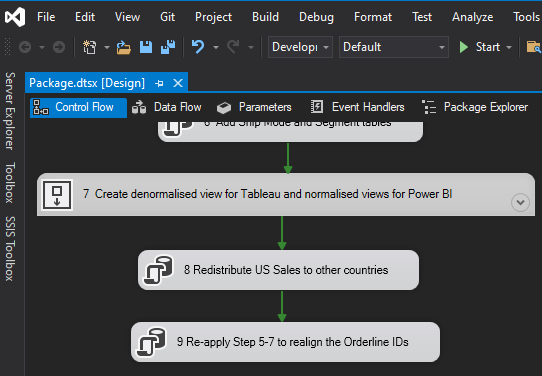 File Edit View Project Build Debug Format Test Analyze Tools
Develop Default Start
Package.dtsx [Design]
Control Flow Data Flow Parameters Event Handlers Package Explorer
Server Explorer
Toolbox
SSIS Toolbox
6 Add Ship Mode and Segment tables
7 Create denormalised view for Tableau and normalised views for Power BI
8 Redistribute US Sales to other countries
9 Re-apply Step 5-7 to realign the Orderline IDs